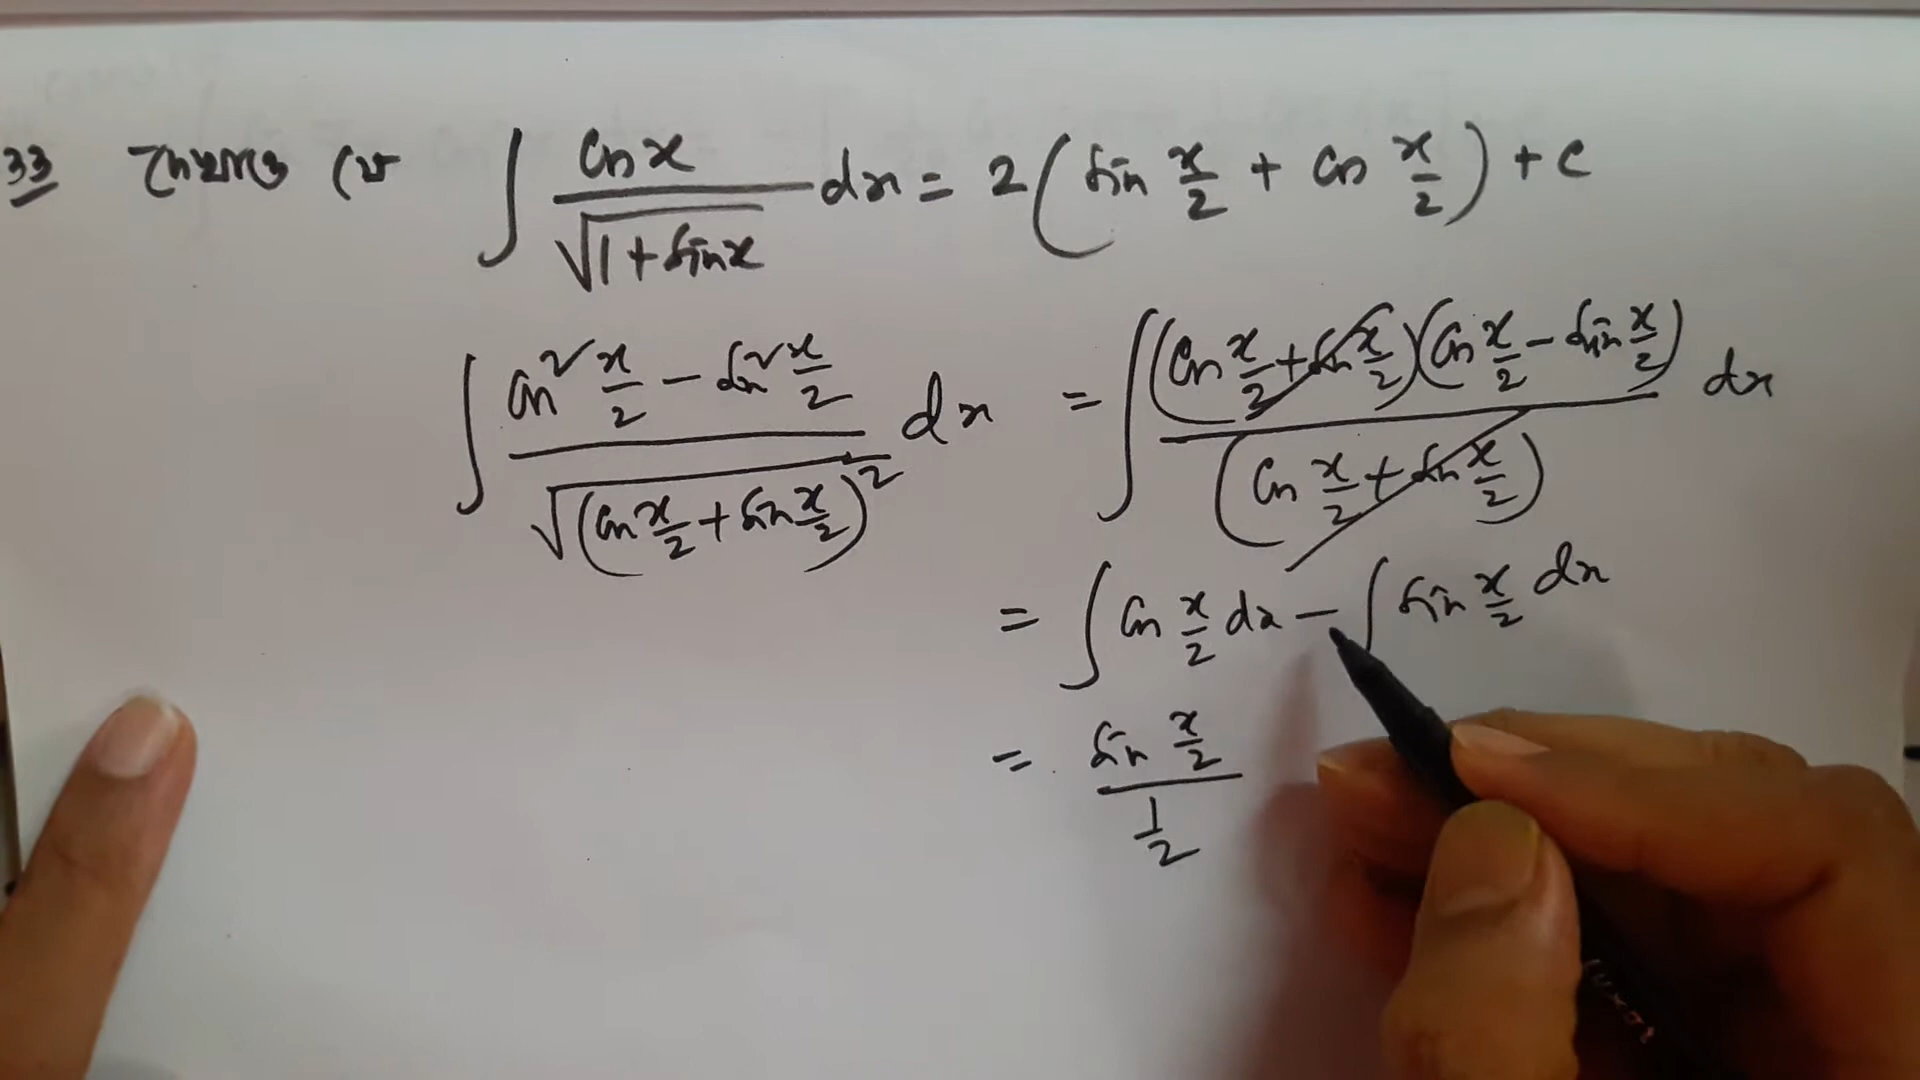 33 দেখাও যে ∫ cos x / √(1 + sin x) dx = 2(sin x/2 + cos x/2) + c
∫ (cos² x/2 − sin² x/2) / √((cos x/2 + sin x/2)²) dx = ∫ (cos x/2 + sin x/2)(cos x/2 − sin x/2) / (cos x/2 + sin x/2) dx
= ∫ cos x/2 dx − ∫ sin x/2 dx
= sin x/2 / 1/2